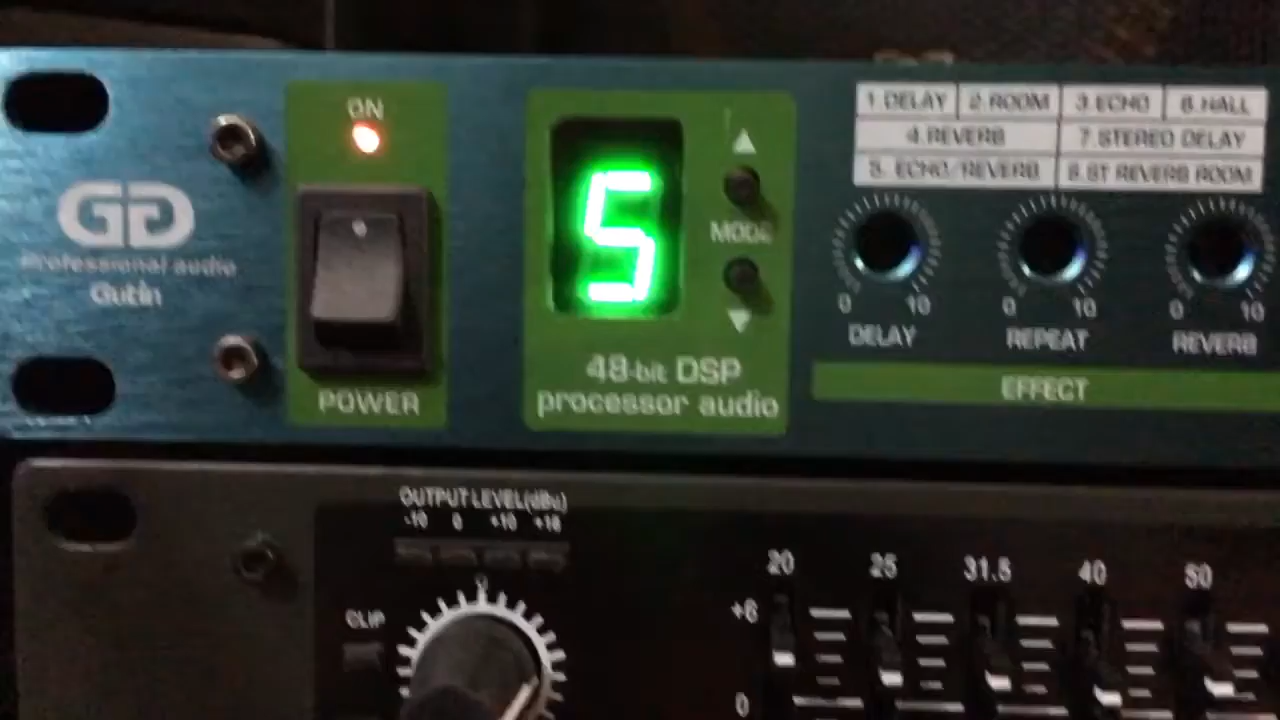 ON
GG
Professional audio
Gutin
POWER
5
MODE
48-bit DSP
processor audio
1.DELAY 2.ROOM 3.ECHO 6.HALL
4.REVERB 7.STEREO DELAY
5. ECHO/REVERB 8.ST REVERB ROOM
0 10 0 10 0 10
DELAY REPEAT REVERB
EFFECT
OUTPUT LEVEL(dBu)
-10 0 +10 +18
0
CLIP
20 25 31.5 40 50
+6
0